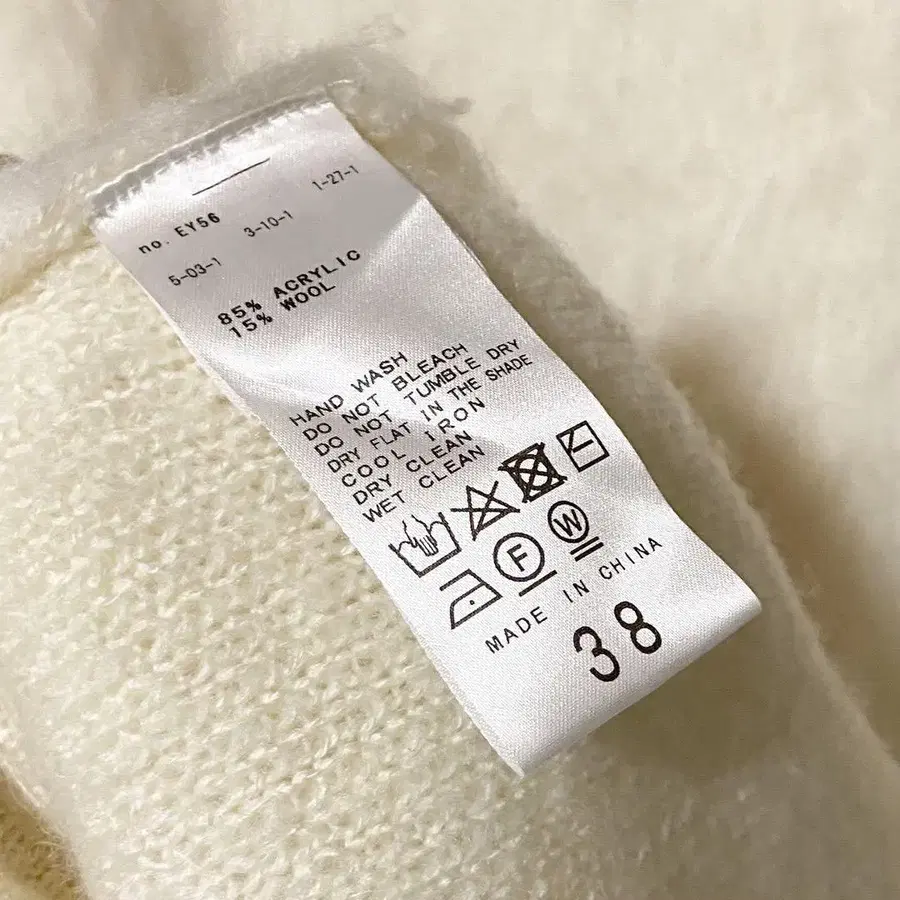 no. EY56
5-03-1 3-10-1 1-27-1
85% ACRYLIC
15% WOOL
HAND WASH
DO NOT BLEACH
DO NOT TUMBLE DRY
DRY FLAT IN THE SHADE
COOL IRON
DRY CLEAN
WET CLEAN
F W
MADE IN CHINA
38